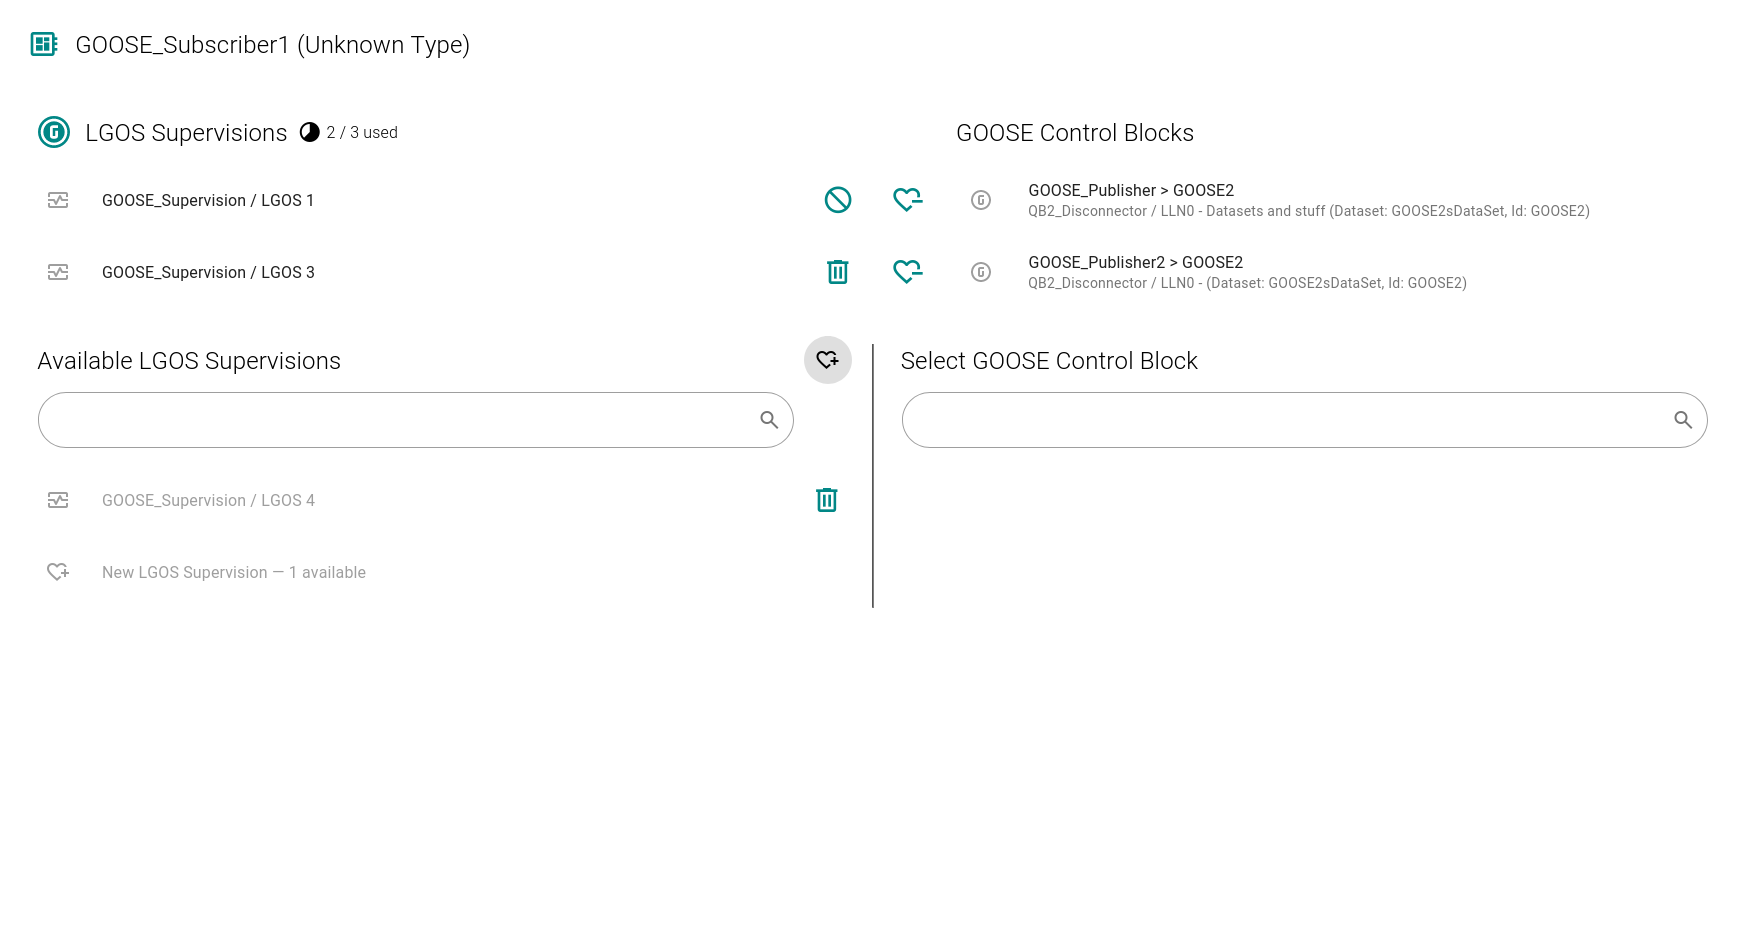 GOOSE_Subscriber1 (Unknown Type)
LGOS Supervisions 2 / 3 used
GOOSE Control Blocks
GOOSE_Supervision / LGOS 1
GOOSE_Publisher > GOOSE2
QB2_Disconnector / LLN0 - Datasets and stuff (Dataset: GOOSE2sDataSet, Id: GOOSE2)
GOOSE_Supervision / LGOS 3
GOOSE_Publisher2 > GOOSE2
QB2_Disconnector / LLN0 - (Dataset: GOOSE2sDataSet, Id: GOOSE2)
Available LGOS Supervisions
Select GOOSE Control Block
GOOSE_Supervision / LGOS 4
New LGOS Supervision — 1 available